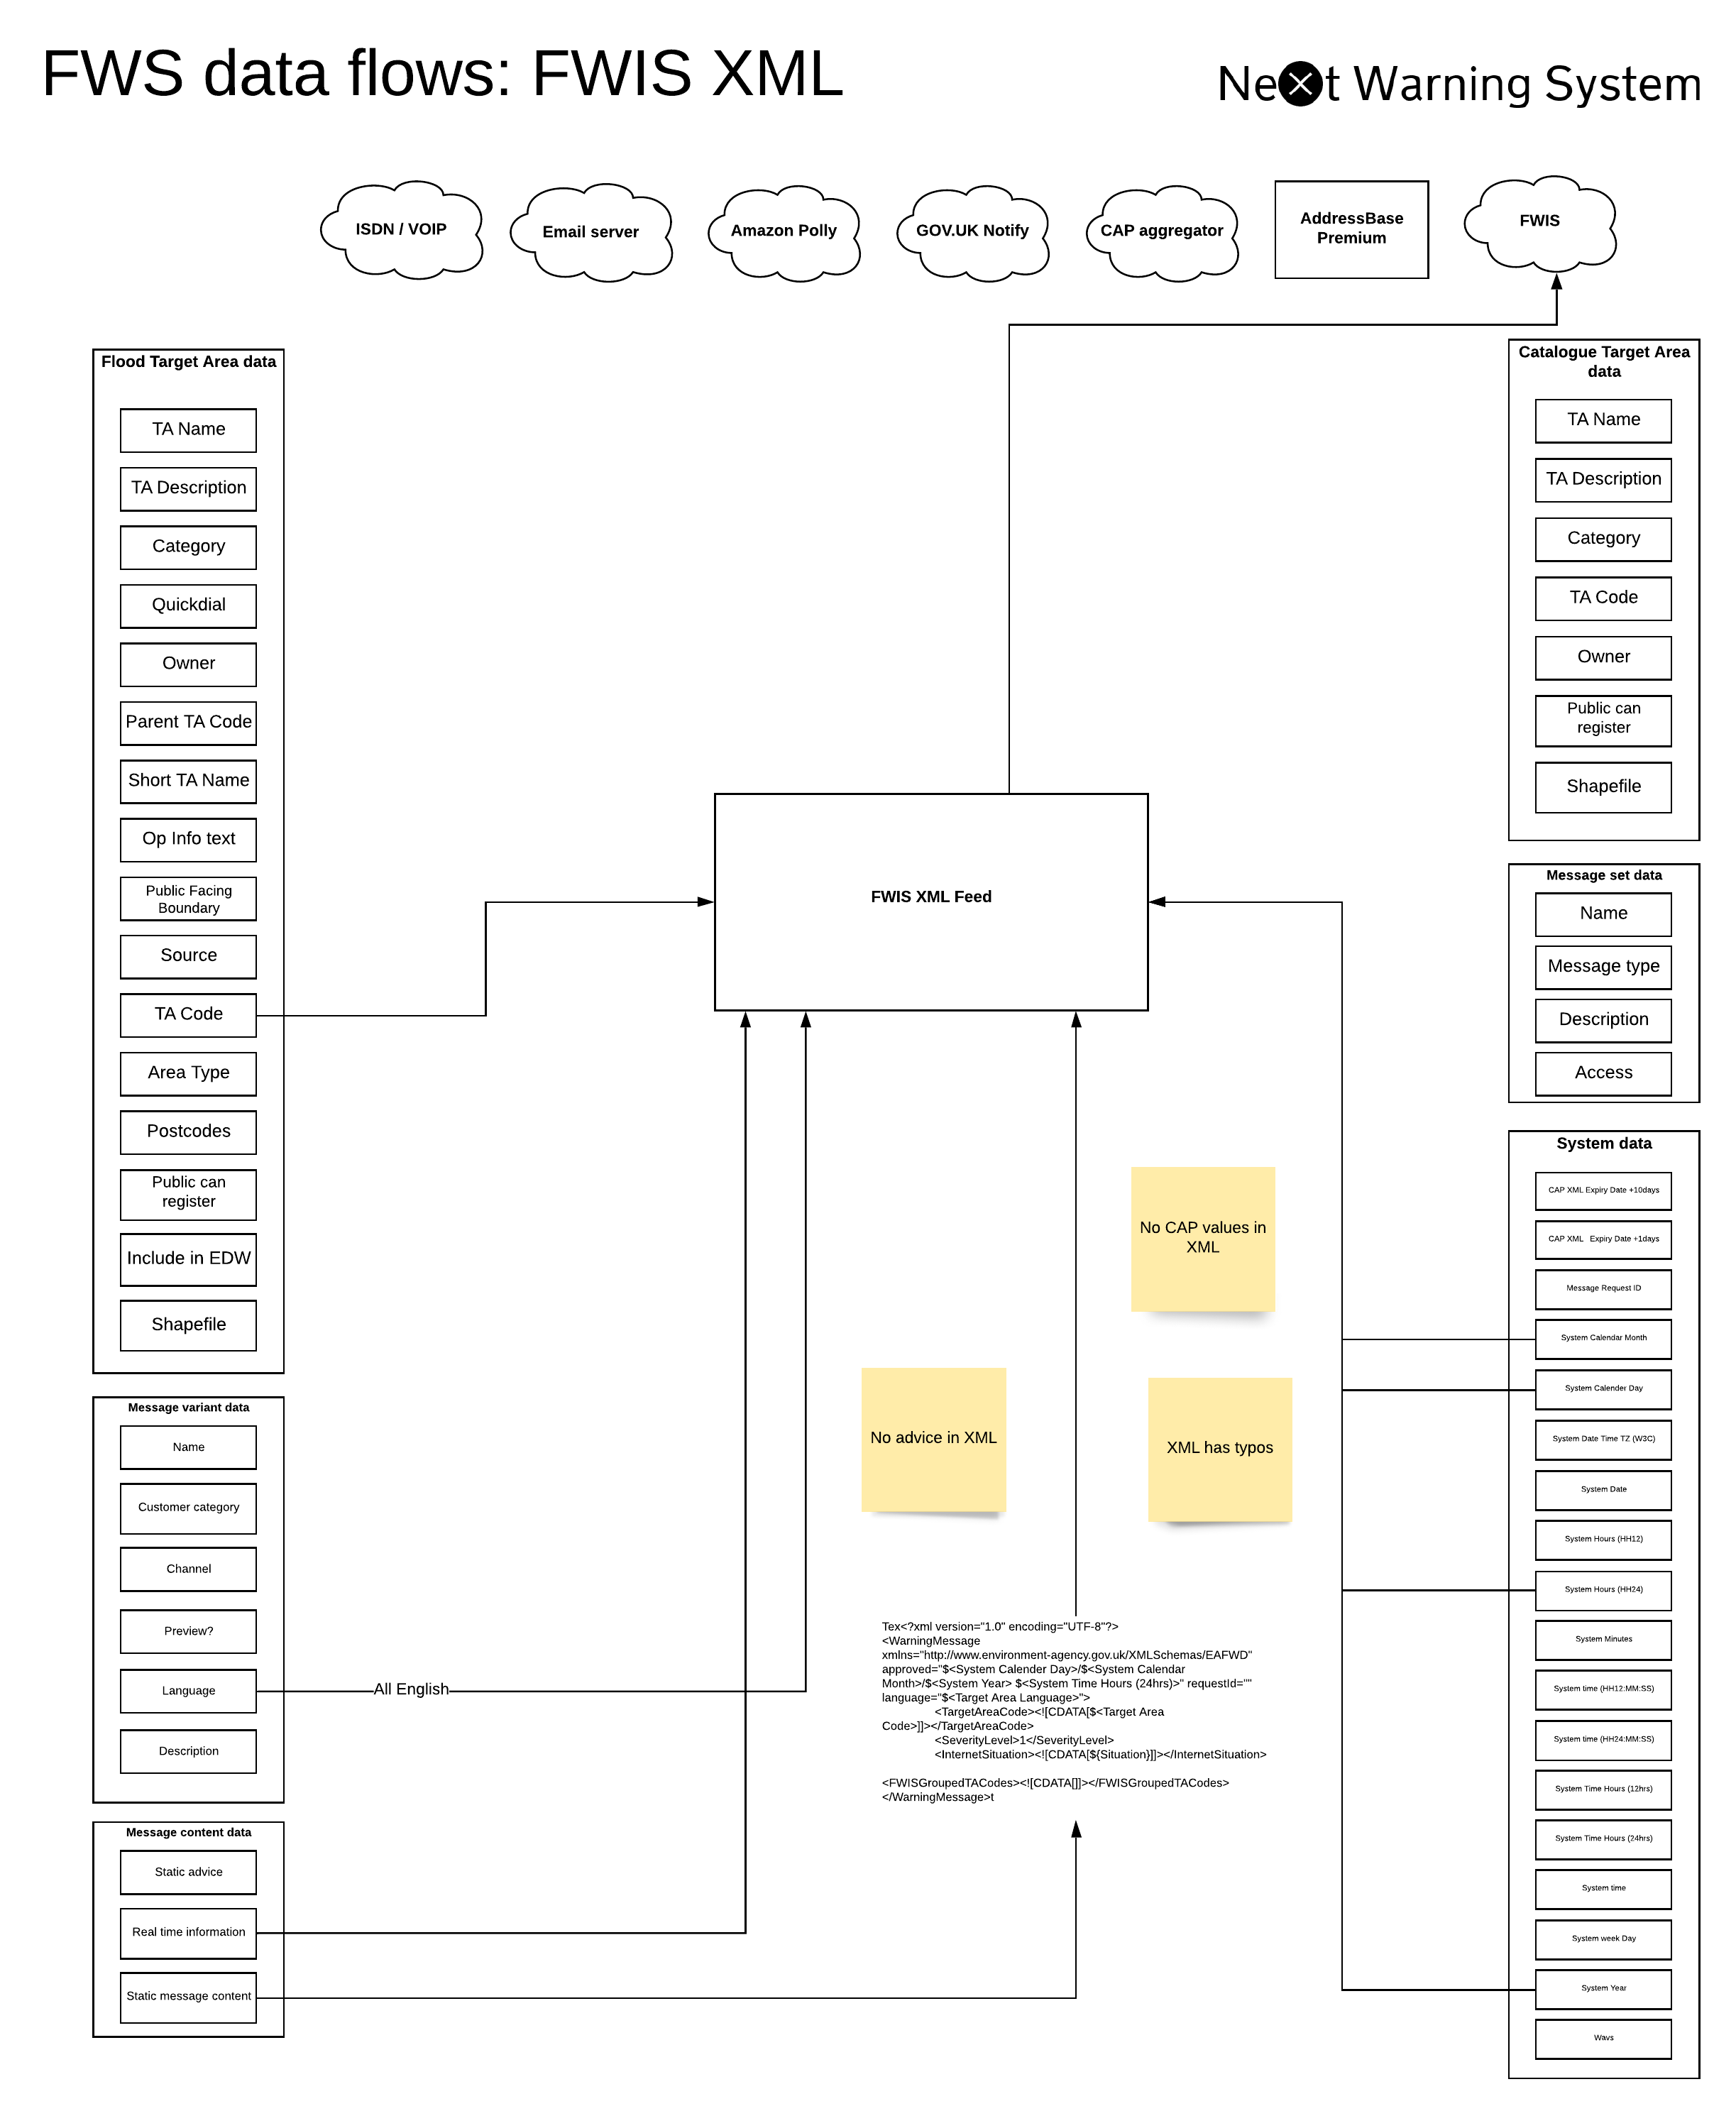 FWS data flows: FWIS XML
Next Warning System
ISDN / VOIP
Email server
Amazon Polly
GOV.UK Notify
CAP aggregator
AddressBase
Premium
FWIS
Flood Target Area data
TA Name
TA Description
Category
Quickdial
Owner
Parent TA Code
Short TA Name
Op Info text
Public Facing
Boundary
Source
TA Code
Area Type
Postcodes
Public can
register
Include in EDW
Shapefile
Message variant data
Name
Customer category
Channel
Preview?
Language
All English
Description
Message content data
Static advice
Real time information
Static message content
FWIS XML Feed
No CAP values in
XML
No advice in XML
XML has typos
Tex<?xml version="1.0" encoding="UTF-8"?>
<WarningMessage
xmlns="http://www.environment-agency.gov.uk/XMLSchemas/EAFWD"
approved="$<System Calender Day>/$<System Calendar
Month>/$<System Year> $<System Time Hours (24hrs)>" requestId=""
language="$<Target Area Language>">
<TargetAreaCode><![CDATA[$<Target Area
Code>]]></TargetAreaCode>
<SeverityLevel>1</SeverityLevel>
<InternetSituation><![CDATA[${Situation}]]></InternetSituation>
<FWISGroupedTACodes><![CDATA[]]></FWISGroupedTACodes>
</WarningMessage>t
Catalogue Target Area
data
TA Name
TA Description
Category
TA Code
Owner
Public can
register
Shapefile
Message set data
Name
Message type
Description
Access
System data
CAP XML Expiry Date +10days
CAP XML Expiry Date +1days
Message Request ID
System Calendar Month
System Calender Day
System Date Time TZ (W3C)
System Date
System Hours (HH12)
System Hours (HH24)
System Minutes
System time (HH12:MM:SS)
System time (HH24:MM:SS)
System Time Hours (12hrs)
System Time Hours (24hrs)
System time
System week Day
System Year
Wavs